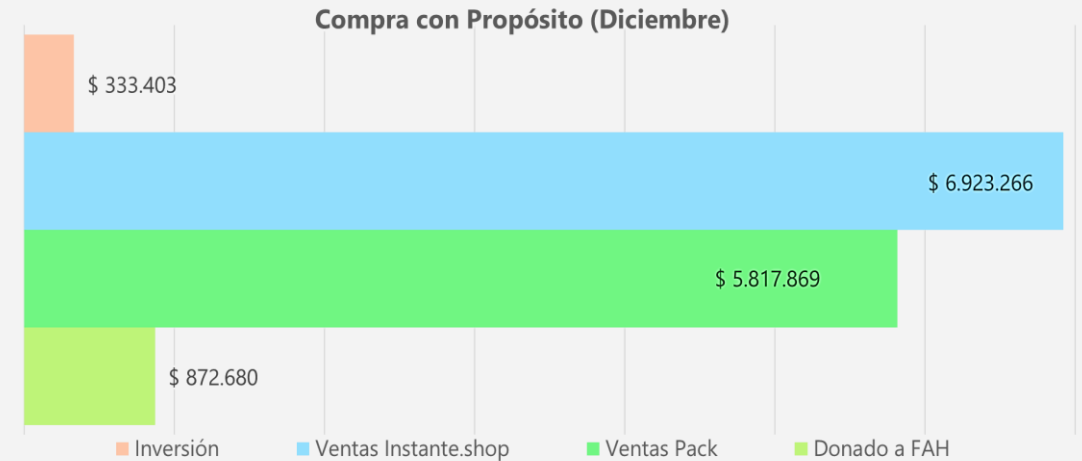 Compra con Propósito (Diciembre)
$ 333.403
$ 6.923.266
$ 5.817.869
$ 872.680
Inversión Ventas Instante.shop Ventas Pack Donado a FAH